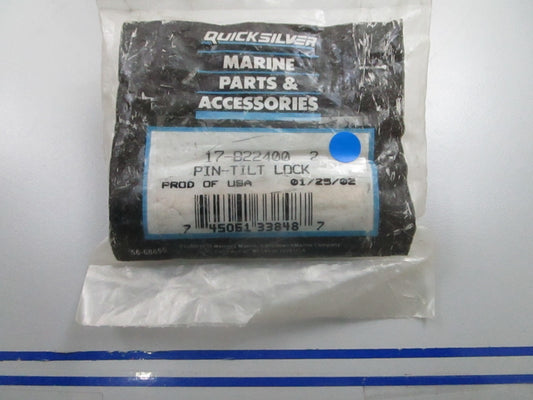 QUICKSILVER
MARINE
PARTS &
ACCESSORIES
17-822400 2
PIN-TILT LOCK
PROD OF USA 01/25/02
7 45061 33848 7